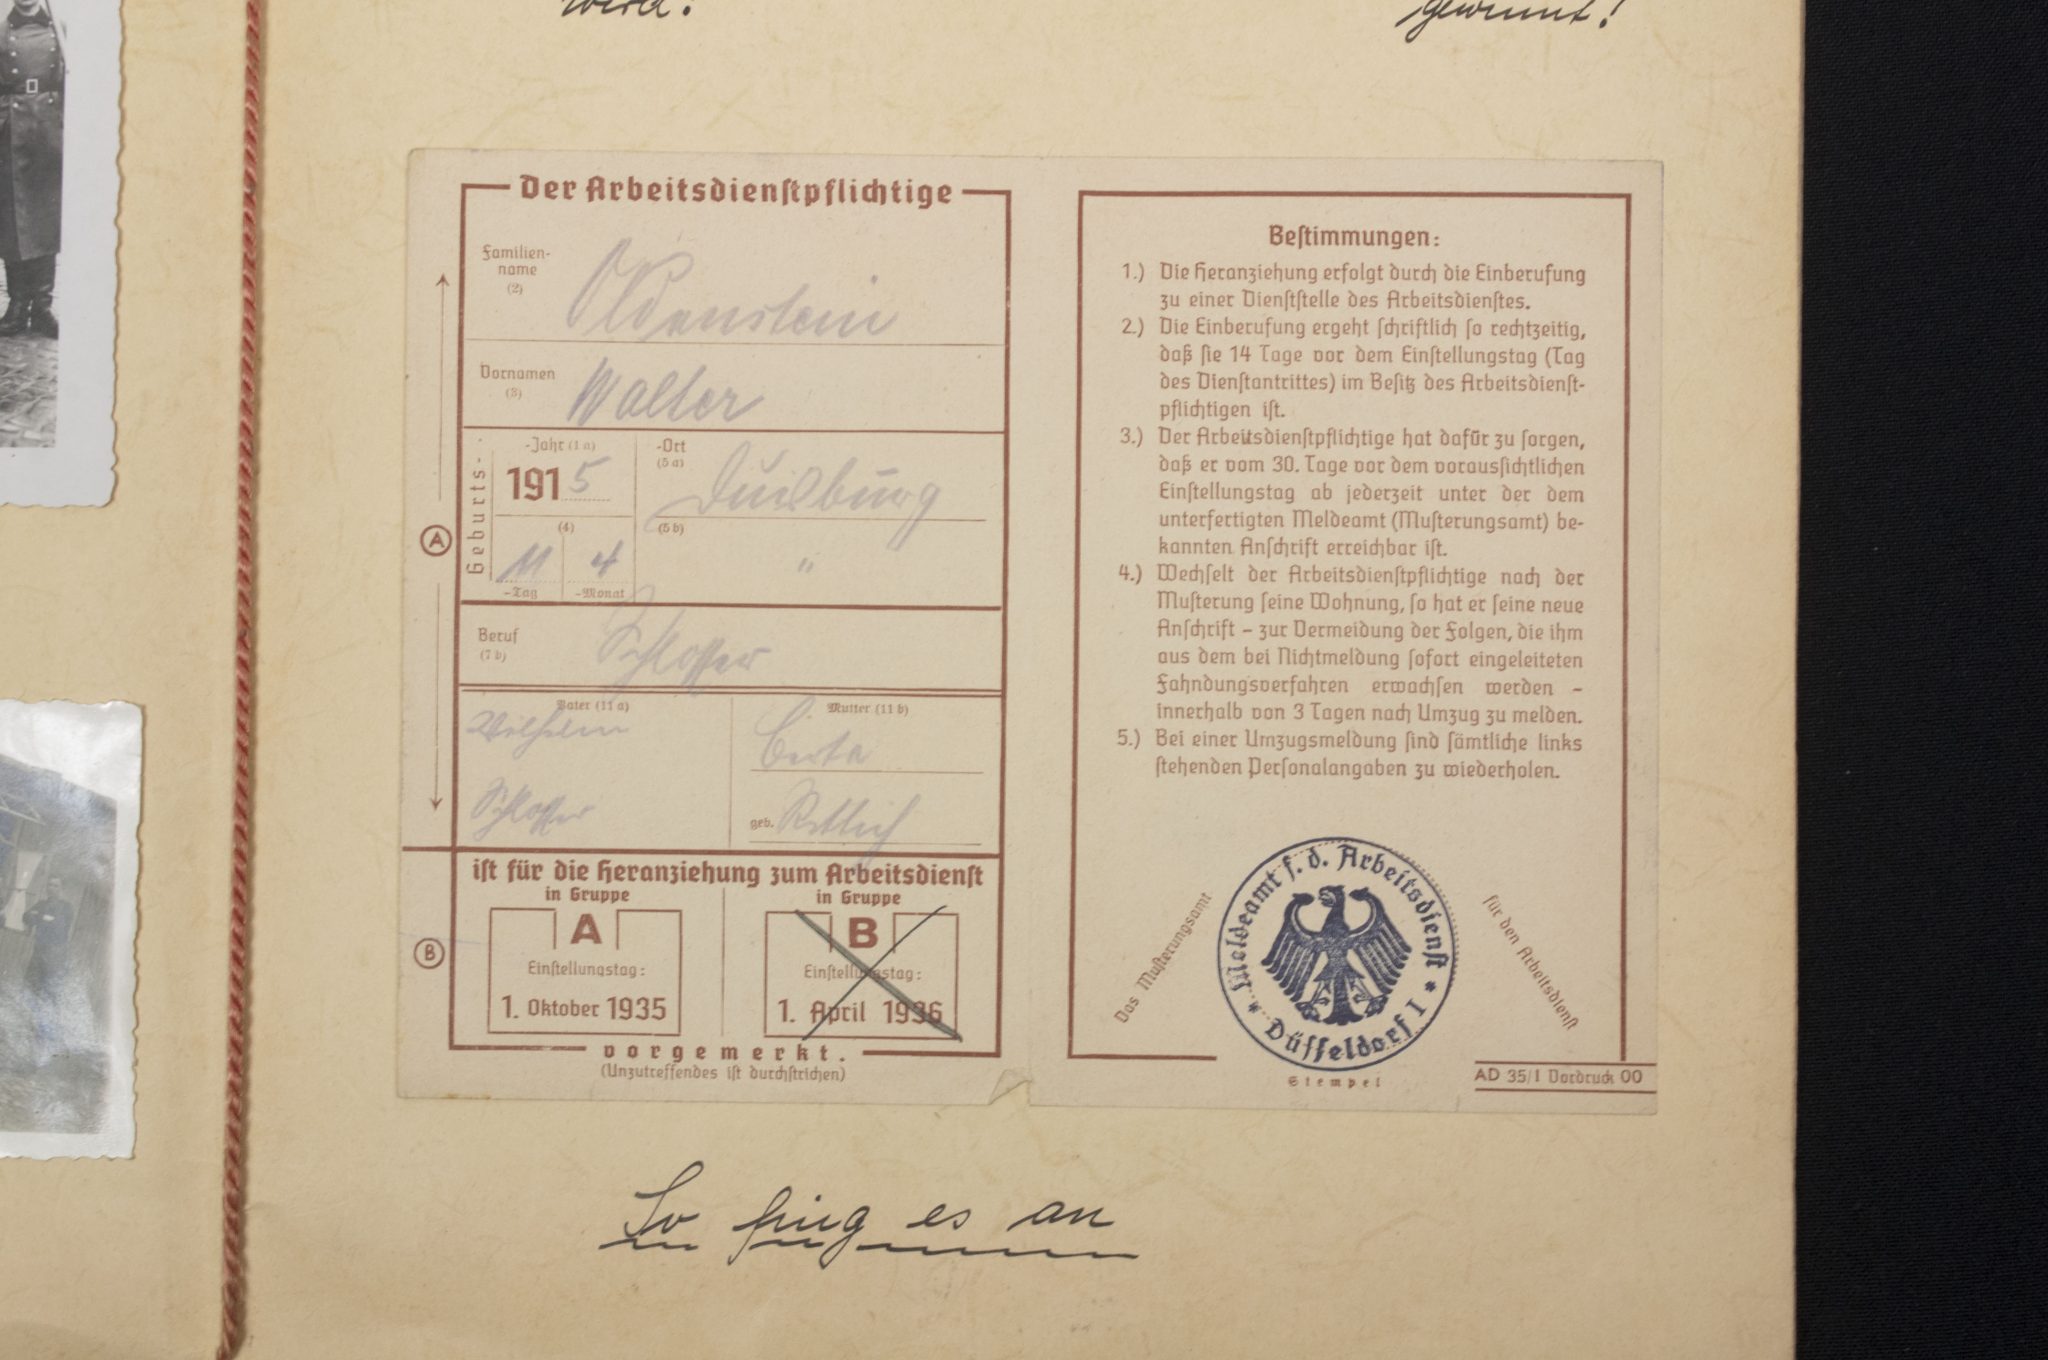 wird!
gewinnt!
Der Arbeitsdienstpflichtige
Familien-
name
(2)
Oldenstein
Vornamen
(3)
Walter
Geburts-
-Jahr (1 a)
1915
-Ort
(5 a)
Duisburg
(4)
(5 b)
"
11 4
-Tag -Monat
A
Beruf
(7 b)
Schlosser
Vater (11 a)
Wilhelm
Schlosser
Mutter (11 b)
Berta
geb.
ist für die Heranziehung zum Arbeitsdienst
in Gruppe
A
Einstellungstag:
1. Oktober 1935
in Gruppe
B
Einstellungstag:
1. April 1936
B
vorgemerkt.
(Unzutreffendes ist durchstrichen)
Bestimmungen:
1.) Die Heranziehung erfolgt durch die Einberufung
zu einer Dienststelle des Arbeitsdienstes.
2.) Die Einberufung ergeht schriftlich so rechtzeitig,
daß sie 14 Tage vor dem Einstellungstag (Tag
des Dienstantrittes) im Besitz des Arbeitsdienst-
pflichtigen ist.
3.) Der Arbeitsdienstpflichtige hat dafür zu sorgen,
daß er vom 30. Tage vor dem voraussichtlichen
Einstellungstag ab jederzeit unter der dem
unterfertigten Meldeamt (Musterungsamt) be-
kannten Anschrift erreichbar ist.
4.) Wechselt der Arbeitsdienstpflichtige nach der
Musterung seine Wohnung, so hat er seine neue
Anschrift – zur Vermeidung der Folgen, die ihm
aus dem bei Nichtmeldung sofort eingeleiteten
Fahndungsverfahren erwachsen werden –
innerhalb von 3 Tagen nach Umzug zu melden.
5.) Bei einer Umzugsmeldung sind sämtliche links
stehenden Personalangaben zu wiederholen.
Das Musterungsamt
Meldeamt f. d. Arbeitsdienst
* Düsseldorf I *
für den Arbeitsdienst
Stempel
AD 35/I Vordruck 00
So fing es an